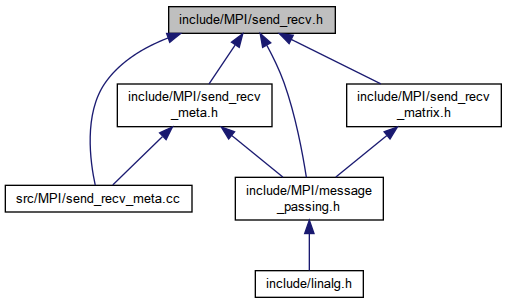 include/MPI/send_recv.h
include/MPI/send_recv
_meta.h
include/MPI/send_recv
_matrix.h
src/MPI/send_recv_meta.cc
include/MPI/message
_passing.h
include/linalg.h